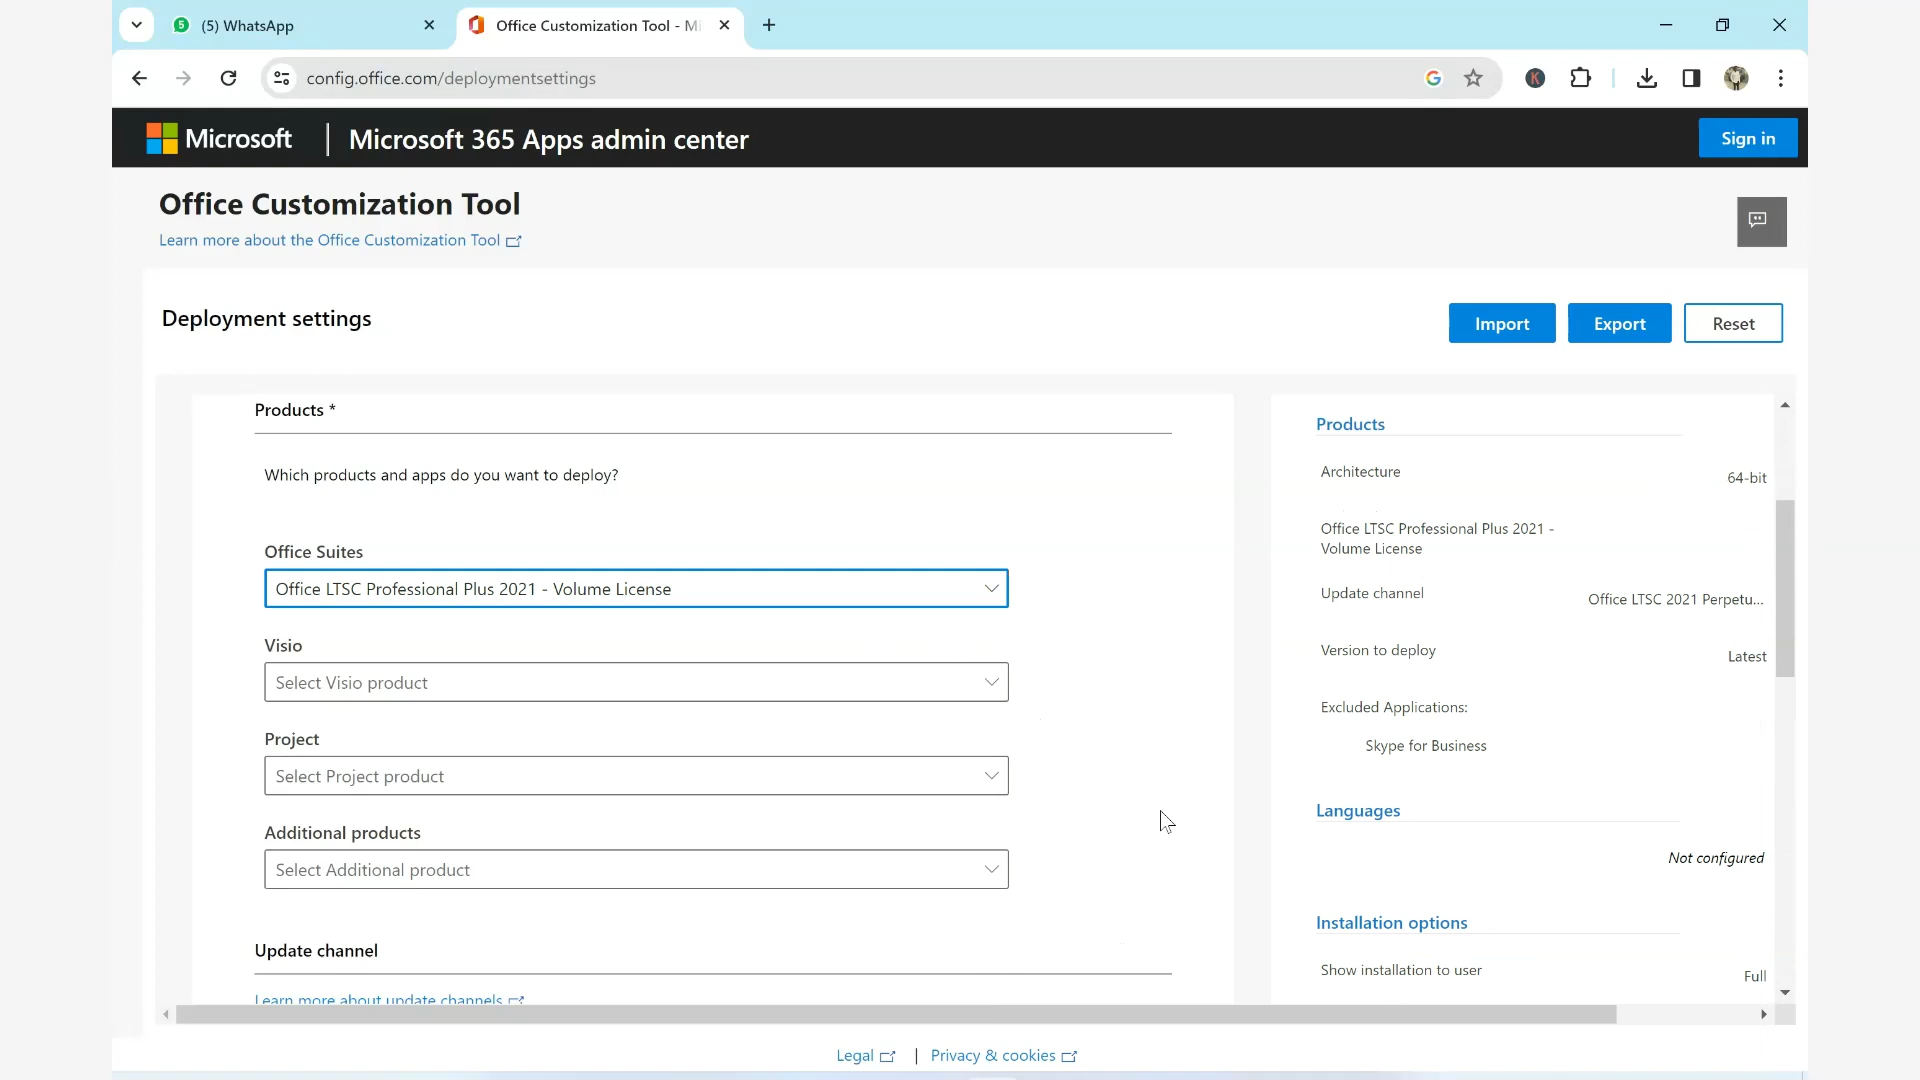 5
(5) WhatsApp
Office Customization Tool - Mi
config.office.com/deploymentsettings
G
K
Microsoft
Microsoft 365 Apps admin center
Sign in
Office Customization Tool
Learn more about the Office Customization Tool
Deployment settings
Import
Export
Reset
Products *
Which products and apps do you want to deploy?
Office Suites
Office LTSC Professional Plus 2021 - Volume License
Visio
Select Visio product
Project
Select Project product
Additional products
Select Additional product
Update channel
Learn more about update channels
Products
Architecture
64-bit
Office LTSC Professional Plus 2021 -
Volume License
Update channel
Office LTSC 2021 Perpetu...
Version to deploy
Latest
Excluded Applications:
Skype for Business
Languages
Not configured
Installation options
Show installation to user
Full
Legal
|
Privacy & cookies